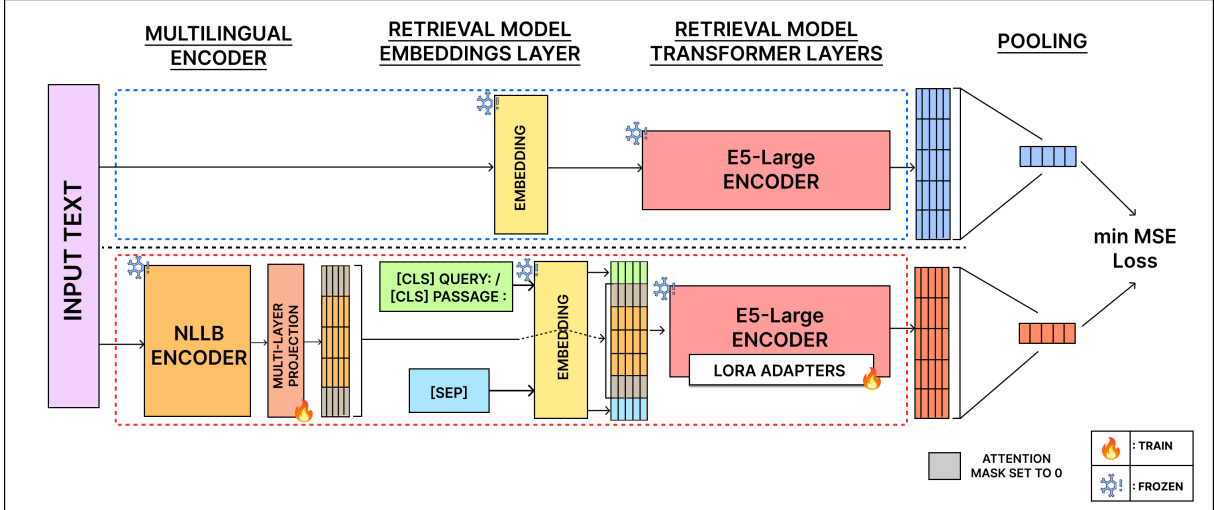 MULTILINGUAL
ENCODER
RETRIEVAL MODEL
EMBEDDINGS LAYER
RETRIEVAL MODEL
TRANSFORMER LAYERS
POOLING
INPUT TEXT
EMBEDDING
E5-Large
ENCODER
min MSE
Loss
NLLB
ENCODER
MULTI-LAYER
PROJECTION
[CLS] QUERY: /
[CLS] PASSAGE :
[SEP]
EMBEDDING
E5-Large
ENCODER
LORA ADAPTERS
ATTENTION
MASK SET TO 0
: TRAIN
: FROZEN